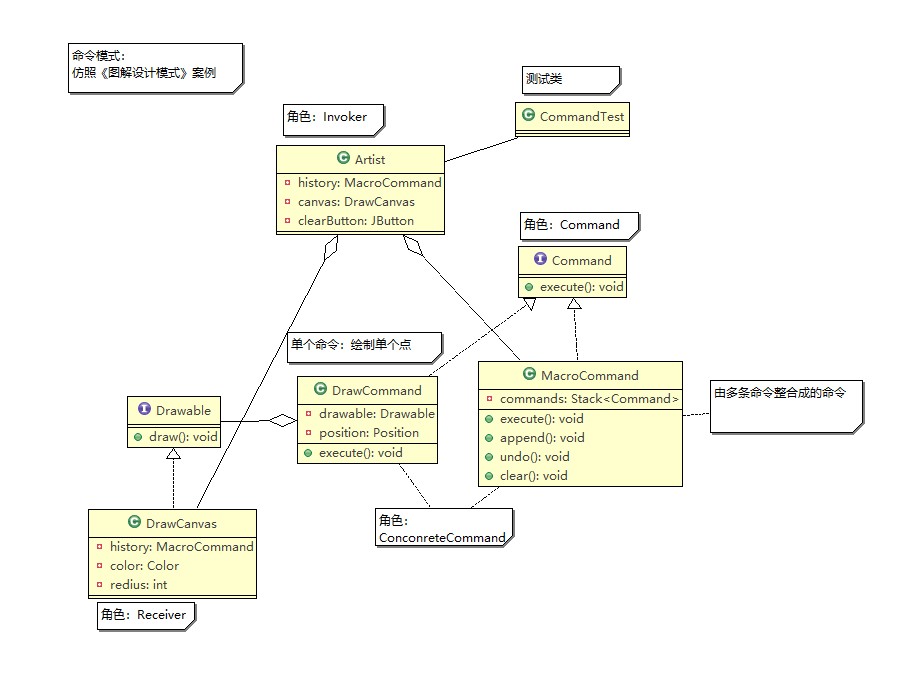 命令模式：
仿照《图解设计模式》案例
测试类
CommandTest
角色：Invoker
Artist
history: MacroCommand
canvas: DrawCanvas
clearButton: JButton
角色：Command
Command
execute(): void
单个命令：绘制单个点
DrawCommand
drawable: Drawable
position: Position
execute(): void
MacroCommand
commands: Stack<Command>
execute(): void
append(): void
undo(): void
clear(): void
由多条命令整合成的命令
Drawable
draw(): void
角色：
ConconreteCommand
DrawCanvas
history: MacroCommand
color: Color
redius: int
角色：Receiver